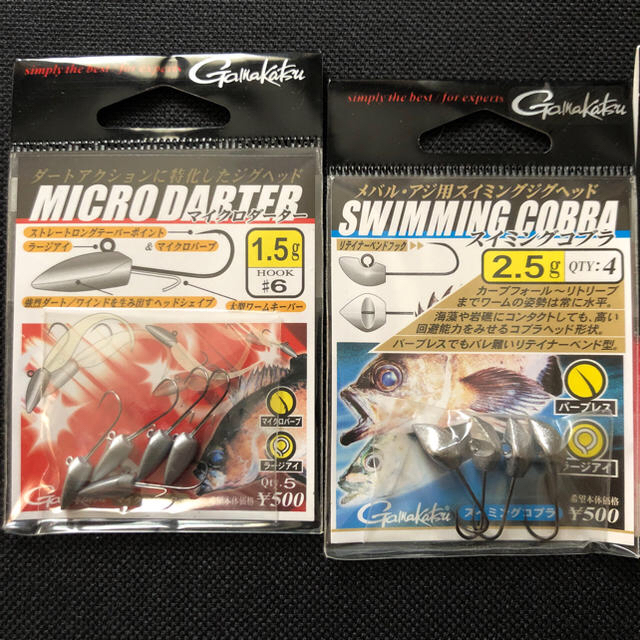 simply the best / for experts
Gamakatsu
ダートアクションに特化したジグヘッド
MICRO DARTER
マイクロダーター
ストレートロングテーパーポイント
ラージアイ
& マイクロバーブ
1.5g
HOOK
#6
強烈ダート/ワインドを生み出すヘッドシェイプ
大型ワームキーパー
マイクロバーブ
ラージアイ
Qty.5
希望本体価格
¥500
simply the best / for experts
Gamakatsu
メバル・アジ用スイミングジグヘッド
SWIMMING COBRA
スイミングコブラ
リテイナーベンドフック
2.5g
QTY:4
カーブフォール〜リトリーブ
までワームの姿勢は常に水平。
海藻や岩礁にコンタクトしても、高い
回避能力をみせるコブラヘッド形状。
バーブレスでもバレ難いリテイナーベンド型。
バーブレス
ラージアイ
希望本体価格
¥500
Gamakatsu
スイミングコブラ